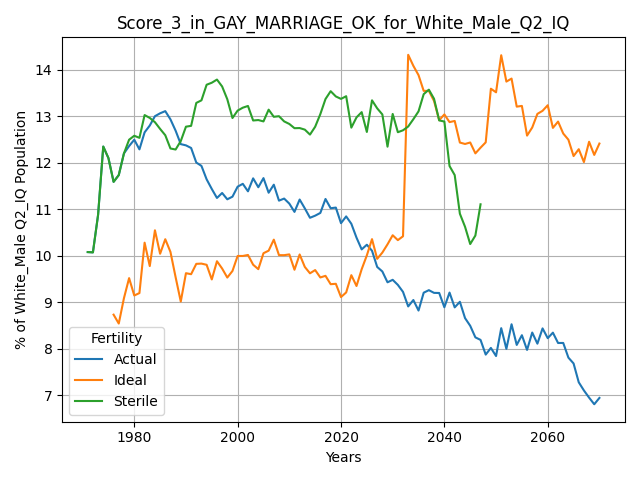 Score_3_in_GAY_MARRIAGE_OK_for_White_Male_Q2_IQ
% of White_Male Q2_IQ Population
14
13
12
11
10
9
8
7
Fertility
Actual
Ideal
Sterile
1980 2000 2020 2040 2060
Years